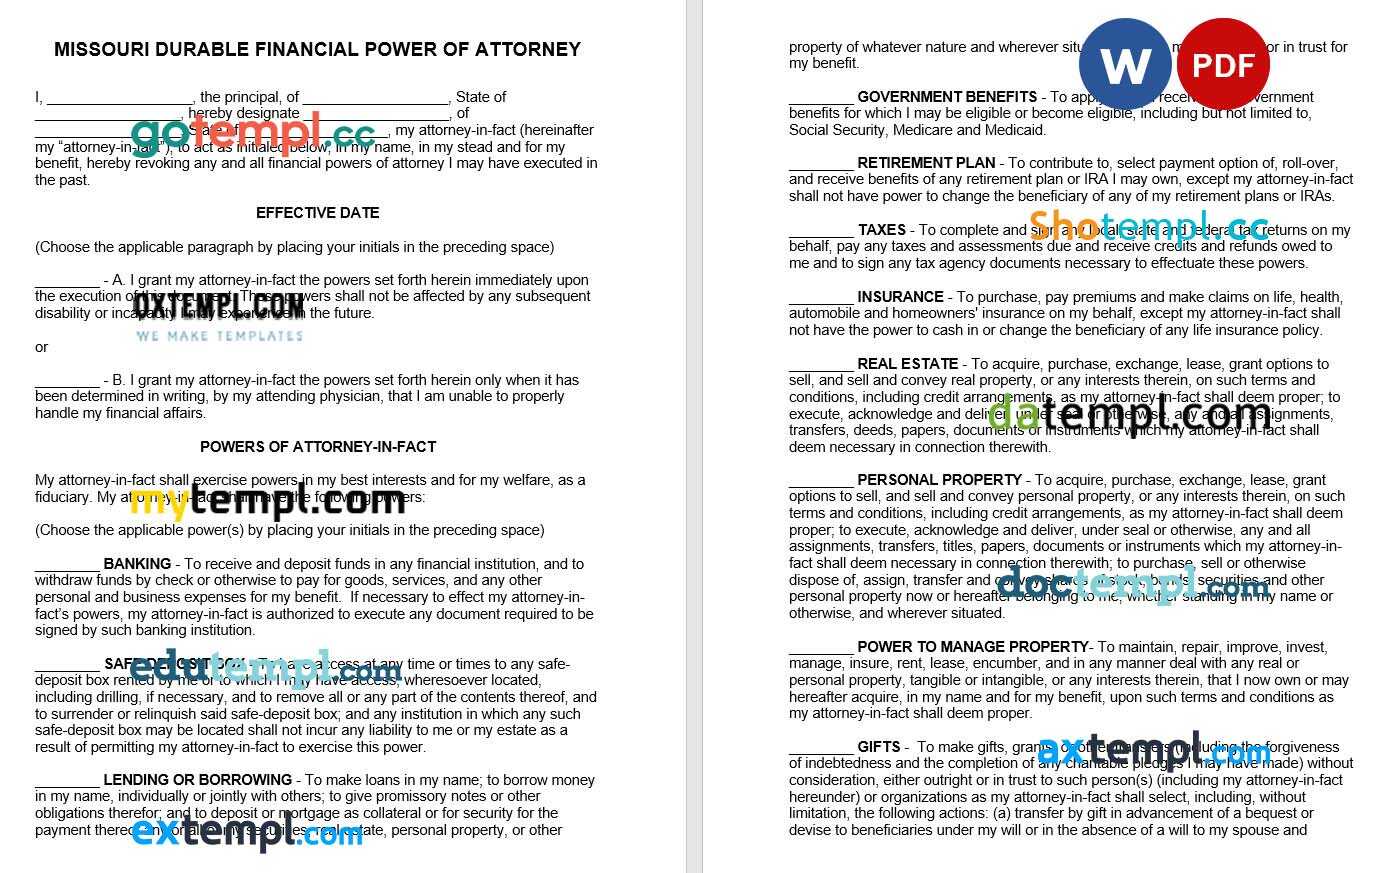 MISSOURI DURABLE FINANCIAL POWER OF ATTORNEY
I, __________________, the principal, of __________________, State of
__________________, hereby designate __________________, of
State of __________________, my attorney-in-fact (hereinafter
gotempl.cc
my “attorney-in-fact”), to act as initialed below, in my name, in my stead and for my
benefit, hereby revoking any and all financial powers of attorney I may have executed in
the past.
EFFECTIVE DATE
(Choose the applicable paragraph by placing your initials in the preceding space)
________ - A. I grant my attorney-in-fact the powers set forth herein immediately upon
the execution of this document. These powers shall not be affected by any subsequent
OXTEMPL.COM
disability or incapacity I may experience in the future.
WE MAKE TEMPLATES
or
________ - B. I grant my attorney-in-fact the powers set forth herein only when it has
been determined in writing, by my attending physician, that I am unable to properly
handle my financial affairs.
POWERS OF ATTORNEY-IN-FACT
My attorney-in-fact shall exercise powers in my best interests and for my welfare, as a
fiduciary. My attorney-in-fact shall have the following powers:
mytempl.com
(Choose the applicable power(s) by placing your initials in the preceding space)
________ BANKING - To receive and deposit funds in any financial institution, and to
withdraw funds by check or otherwise to pay for goods, services, and any other
personal and business expenses for my benefit.  If necessary to effect my attorney-in-
fact’s powers, my attorney-in-fact is authorized to execute any document required to be
signed by such banking institution.
________ SAFE DEPOSIT BOX - To have access at any time or times to any safe-
edutempl.com
deposit box rented by me or to which I may have access, wheresoever located,
including drilling, if necessary, and to remove all or any part of the contents thereof, and
to surrender or relinquish said safe-deposit box; and any institution in which any such
safe-deposit box may be located shall not incur any liability to me or my estate as a
result of permitting my attorney-in-fact to exercise this power.
________ LENDING OR BORROWING - To make loans in my name; to borrow money
in my name, individually or jointly with others; to give promissory notes or other
obligations therefor; and to deposit or mortgage as collateral or for security for the
payment thereof any or all of my securities, real estate, personal property, or other
extempl.com
property of whatever nature and wherever or in trust for
W PDF
my benefit.
________ GOVERNMENT BENEFITS - To apply for and receive any government
benefits for which I may be eligible or become eligible, including but not limited to,
Social Security, Medicare and Medicaid.
________ RETIREMENT PLAN - To contribute to, select payment option of, roll-over,
and receive benefits of any retirement plan or IRA I may own, except my attorney-in-fact
shall not have power to change the beneficiary of any of my retirement plans or IRAs.
________ TAXES - To complete and sign any local, state and federal tax returns on my
Shotempl.cc
behalf, pay any taxes and assessments due and receive credits and refunds owed to
me and to sign any tax agency documents necessary to effectuate these powers.
________ INSURANCE - To purchase, pay premiums and make claims on life, health,
automobile and homeowners' insurance on my behalf, except my attorney-in-fact shall
not have the power to cash in or change the beneficiary of any life insurance policy.
________ REAL ESTATE - To acquire, purchase, exchange, lease, grant options to
sell, and sell and convey real property, or any interests therein, on such terms and
conditions, including credit arrangements, as my attorney-in-fact shall deem proper; to
execute, acknowledge and deliver, under seal or otherwise, any and all assignments,
datempl.com
transfers, deeds, papers, documents or instruments which my attorney-in-fact shall
deem necessary in connection therewith.
________ PERSONAL PROPERTY - To acquire, purchase, exchange, lease, grant
options to sell, and sell and convey personal property, or any interests therein, on such
terms and conditions, including credit arrangements, as my attorney-in-fact shall deem
proper; to execute, acknowledge and deliver, under seal or otherwise, any and all
assignments, transfers, titles, papers, documents or instruments which my attorney-in-
fact shall deem necessary in connection therewith; to purchase, sell or otherwise
dispose of, assign, transfer and convey shares of stock, bonds, securities and other
doctempl.com
personal property now or hereafter belonging to me, whether standing in my name or
otherwise, and wherever situated.
________ POWER TO MANAGE PROPERTY- To maintain, repair, improve, invest,
manage, insure, rent, lease, encumber, and in any manner deal with any real or
personal property, tangible or intangible, or any interests therein, that I now own or may
hereafter acquire, in my name and for my benefit, upon such terms and conditions as
my attorney-in-fact shall deem proper.
________ GIFTS -  To make gifts, grants, or other transfers (including the forgiveness
axtempl.com
of indebtedness and the completion of any charitable pledges I may have made) without
consideration, either outright or in trust to such person(s) (including my attorney-in-fact
hereunder) or organizations as my attorney-in-fact shall select, including, without
limitation, the following actions: (a) transfer by gift in advancement of a bequest or
devise to beneficiaries under my will or in the absence of a will to my spouse and